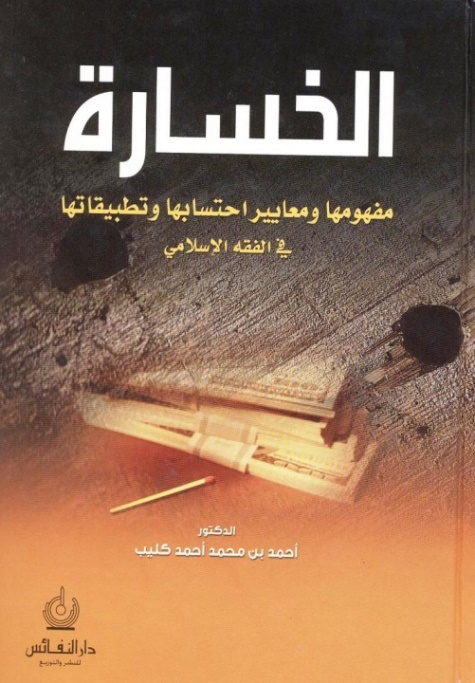 الخسارة
مفهومها ومعايير احتسابها وتطبيقاتها
في الفقه الإسلامي
الدكتور
أحمد بن محمد أحمد كليب
دار النفائس
للنشر والتوزيع